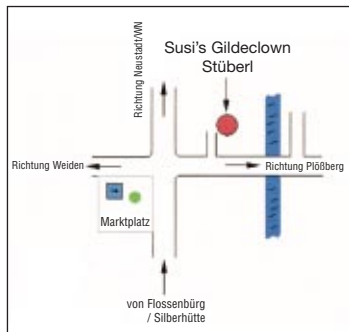 Susi's Gildeclown
Stüberl
Richtung Neustadt/WN
Richtung Weiden
Richtung Plößberg
Marktplatz
von Flossenbürg
/ Silberhütte